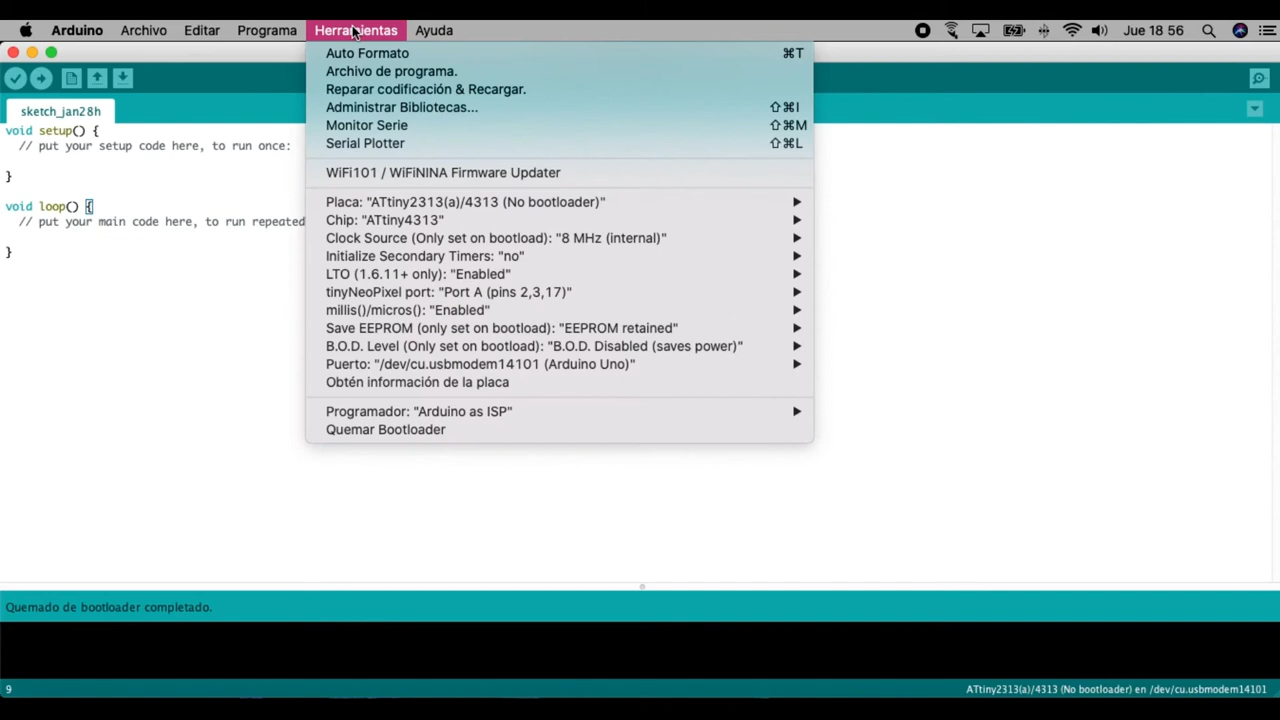 Arduino Archivo Editar Programa Herramientas Ayuda Jue 18 56
sketch_jan28h
void setup() {
// put your setup code here, to run once:
}
void loop() {
// put your main code here, to run repeated
}
Auto Formato ⌘T
Archivo de programa.
Reparar codificación & Recargar.
Administrar Bibliotecas... ⇧⌘I
Monitor Serie ⇧⌘M
Serial Plotter ⇧⌘L
WiFi101 / WiFiNINA Firmware Updater
Placa: "ATtiny2313(a)/4313 (No bootloader)"
Chip: "ATtiny4313"
Clock Source (Only set on bootload): "8 MHz (internal)"
Initialize Secondary Timers: "no"
LTO (1.6.11+ only): "Enabled"
tinyNeoPixel port: "Port A (pins 2,3,17)"
millis()/micros(): "Enabled"
Save EEPROM (only set on bootload): "EEPROM retained"
B.O.D. Level (Only set on bootload): "B.O.D. Disabled (saves power)"
Puerto: "/dev/cu.usbmodem14101 (Arduino Uno)"
Obtén información de la placa
Programador: "Arduino as ISP"
Quemar Bootloader
Quemado de bootloader completado.
9 ATtiny2313(a)/4313 (No bootloader) en /dev/cu.usbmodem14101